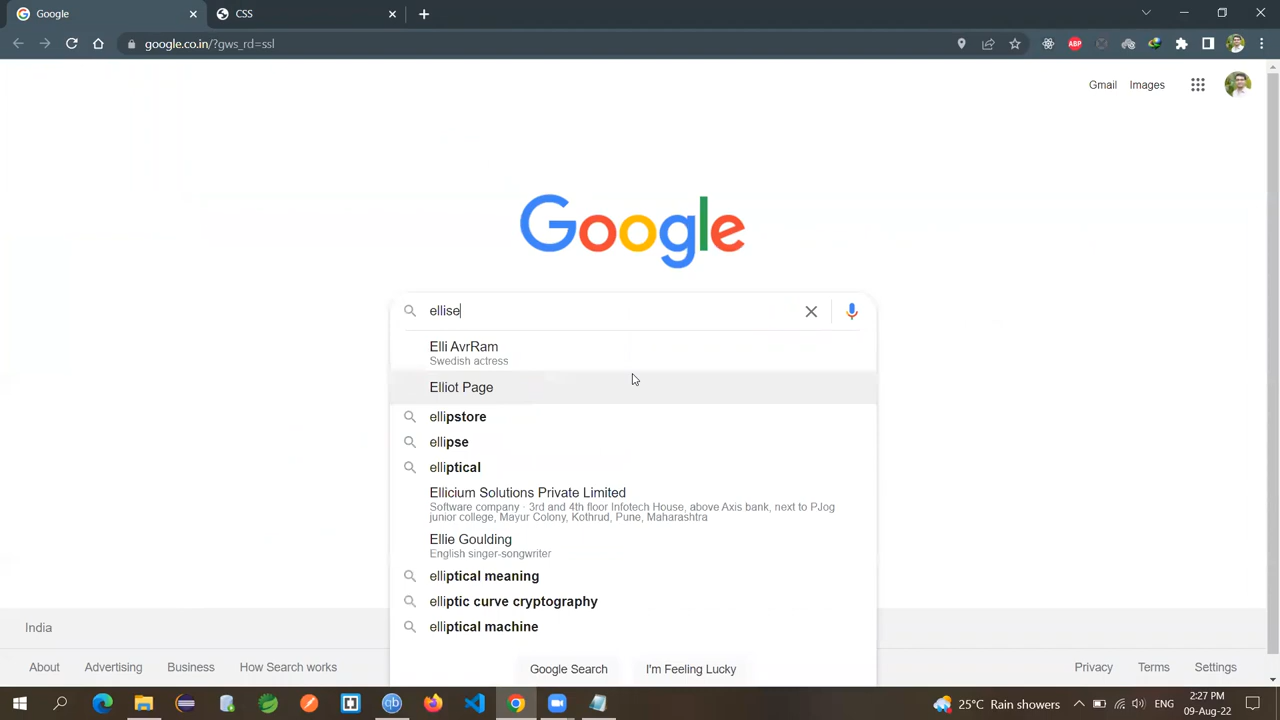 Google
CSS
google.co.in/?gws_rd=ssl
ABP
Gmail Images
Google
ellise
Elli AvrRam
Swedish actress
Elliot Page
ellipstore
ellipse
elliptical
Ellicium Solutions Private Limited
Software company · 3rd and 4th floor Infotech House, above Axis bank, next to PJog
junior college, Mayur Colony, Kothrud, Pune, Maharashtra
Ellie Goulding
English singer-songwriter
elliptical meaning
elliptic curve cryptography
elliptical machine
Google Search I'm Feeling Lucky
India
About Advertising Business How Search works Privacy Terms Settings
qb
25°C Rain showers ENG
2:27 PM
09-Aug-22